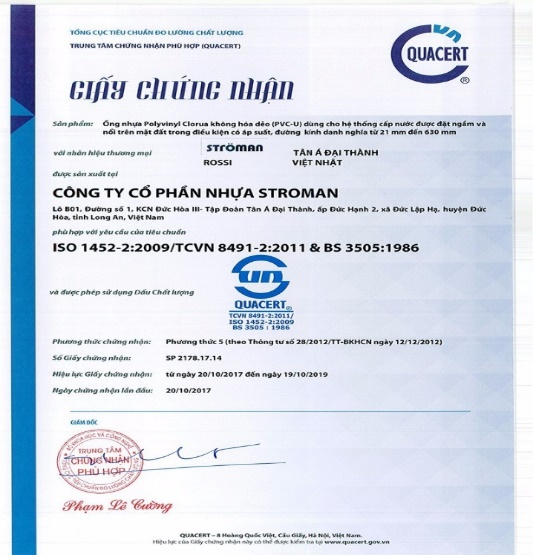 TỔNG CỤC TIÊU CHUẨN ĐO LƯỜNG CHẤT LƯỢNG
TRUNG TÂM CHỨNG NHẬN PHÙ HỢP (QUACERT)
QUACERT
®
GIẤY CHỨNG NHẬN
Sản phẩm: Ống nhựa Polyvinyl Clorua không hóa dẻo (PVC-U) dùng cho hệ thống cấp nước được đặt ngầm và
nổi trên mặt đất trong điều kiện có áp suất, đường kính danh nghĩa từ 21 mm đến 630 mm
với nhãn hiệu thương mại STRÖMAN TÂN Á ĐẠI THÀNH
ROSSI VIỆT NHẬT
được sản xuất tại
CÔNG TY CỔ PHẦN NHỰA STROMAN
Lô B01, Đường số 1, KCN Đức Hòa III- Tập Đoàn Tân Á Đại Thành, ấp Đức Hạnh 2, xã Đức Lập Hạ, huyện Đức
Hòa, tỉnh Long An, Việt Nam
phù hợp với yêu cầu của tiêu chuẩn
ISO 1452-2:2009/TCVN 8491-2:2011 & BS 3505:1986
và được phép sử dụng Dấu Chất lượng
QUACERT
TCVN 8491-2:2011/
ISO 1452-2:2009
BS 3505 : 1986
Phương thức chứng nhận: Phương thức 5 (theo Thông tư số 28/2012/TT-BKHCN ngày 12/12/2012)
Số Giấy chứng nhận: SP 2178.17.14
Hiệu lực Giấy chứng nhận: từ ngày 20/10/2017 đến ngày 19/10/2019
Ngày chứng nhận lần đầu: 20/10/2017
GIÁM ĐỐC
TRUNG TÂM
CHỨNG NHẬN
PHÙ HỢP
Phạm Lê Cường
QUACERT – 8 Hoàng Quốc Việt, Cầu Giấy, Hà Nội, Việt Nam.
Hiệu lực của Giấy chứng nhận này có thể được kiểm tra tại www.quacert.gov.vn